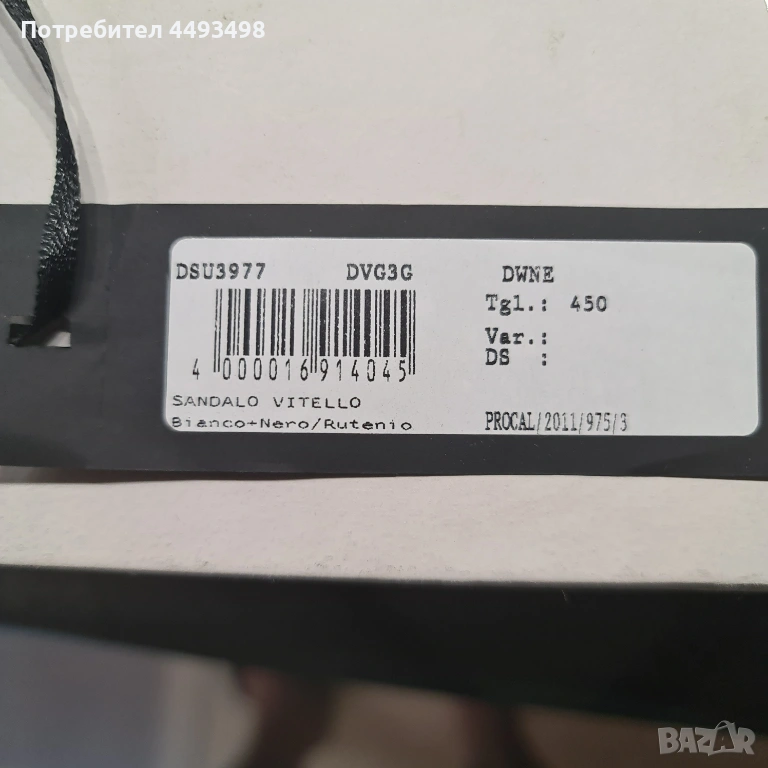 Потребител 4493498
DSU3977 DVG3G DWNE
Tgl.: 450
Var.:
DS :
4 000016 914045
SANDALO VITELLO
Bianco+Nero/Rutenio
PROCAL/2011/975/3
BAZAR